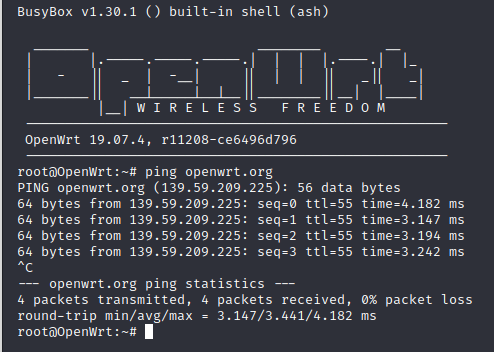 BusyBox v1.30.1 () built-in shell (ash)
OpenWrt
W I R E L E S S   F R E E D O M
OpenWrt 19.07.4, r11208-ce6496d796
root@OpenWrt:~# ping openwrt.org
PING openwrt.org (139.59.209.225): 56 data bytes
64 bytes from 139.59.209.225: seq=0 ttl=55 time=4.182 ms
64 bytes from 139.59.209.225: seq=1 ttl=55 time=3.147 ms
64 bytes from 139.59.209.225: seq=2 ttl=55 time=3.194 ms
64 bytes from 139.59.209.225: seq=3 ttl=55 time=3.242 ms
^C
--- openwrt.org ping statistics ---
4 packets transmitted, 4 packets received, 0% packet loss
round-trip min/avg/max = 3.147/3.441/4.182 ms
root@OpenWrt:~#